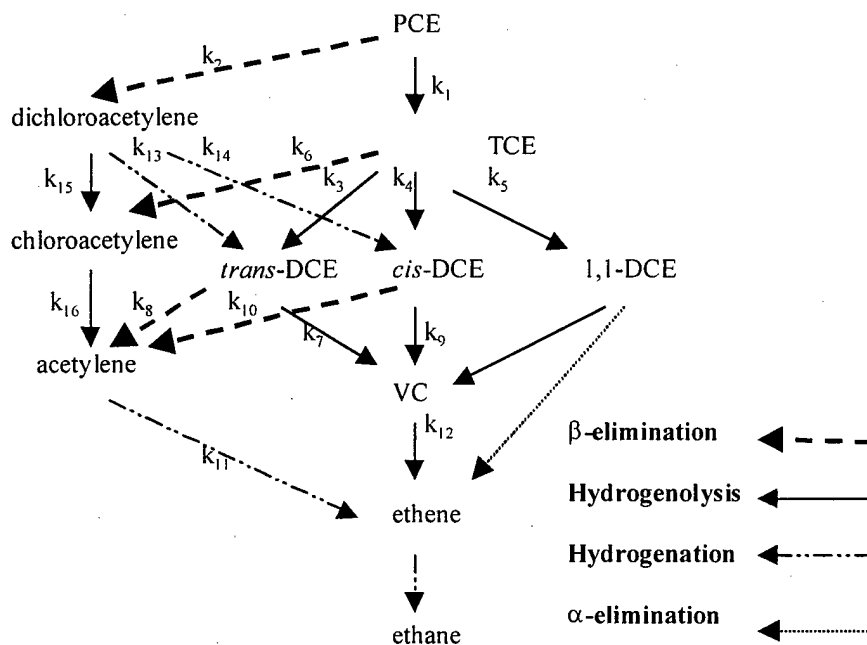 PCE
k₂
k₁
dichloroacetylene
k₁₃ k₁₄ k₆ TCE
k₁₅ k₃ k₄ k₅
chloroacetylene
trans-DCE cis-DCE 1,1-DCE
k₁₆ k₈ k₁₀ k₇ k₉
acetylene
VC
k₁₂
β-elimination
k₁₁
Hydrogenolysis
ethene
Hydrogenation
α-elimination
ethane